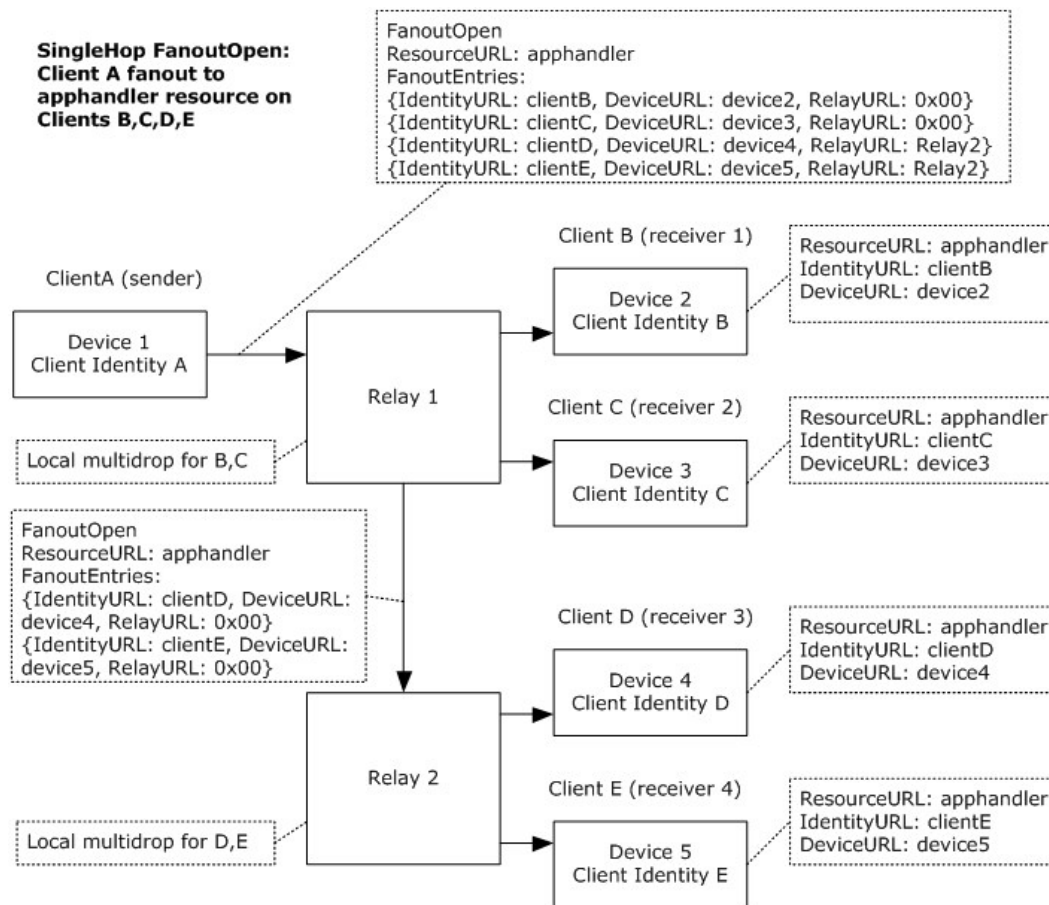 SingleHop FanoutOpen:
Client A fanout to
apphandler resource on
Clients B,C,D,E
FanoutOpen
ResourceURL: apphandler
FanoutEntries:
{IdentityURL: clientB, DeviceURL: device2, RelayURL: 0x00}
{IdentityURL: clientC, DeviceURL: device3, RelayURL: 0x00}
{IdentityURL: clientD, DeviceURL: device4, RelayURL: Relay2}
{IdentityURL: clientE, DeviceURL: device5, RelayURL: Relay2}
ClientA (sender)
Device 1
Client Identity A
Relay 1
Client B (receiver 1)
Device 2
Client Identity B
ResourceURL: apphandler
IdentityURL: clientB
DeviceURL: device2
Client C (receiver 2)
Device 3
Client Identity C
ResourceURL: apphandler
IdentityURL: clientC
DeviceURL: device3
Local multidrop for B,C
FanoutOpen
ResourceURL: apphandler
FanoutEntries:
{IdentityURL: clientD, DeviceURL:
device4, RelayURL: 0x00}
{IdentityURL: clientE, DeviceURL:
device5, RelayURL: 0x00}
Client D (receiver 3)
Device 4
Client Identity D
ResourceURL: apphandler
IdentityURL: clientD
DeviceURL: device4
Relay 2
Client E (receiver 4)
Device 5
Client Identity E
ResourceURL: apphandler
IdentityURL: clientE
DeviceURL: device5
Local multidrop for D,E